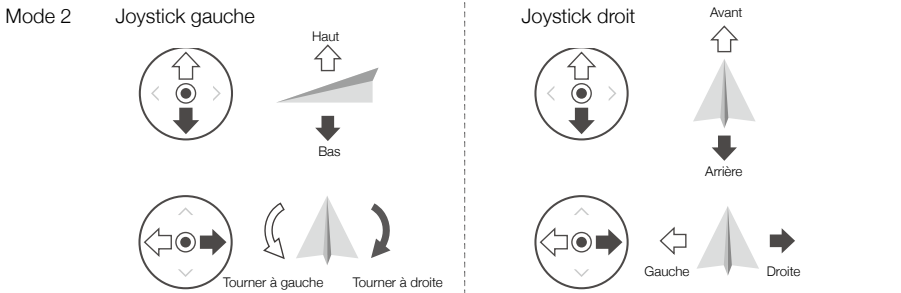 Mode 2
Joystick gauche
Haut
Bas
Tourner à gauche
Tourner à droite
Joystick droit
Avant
Arrière
Gauche
Droite